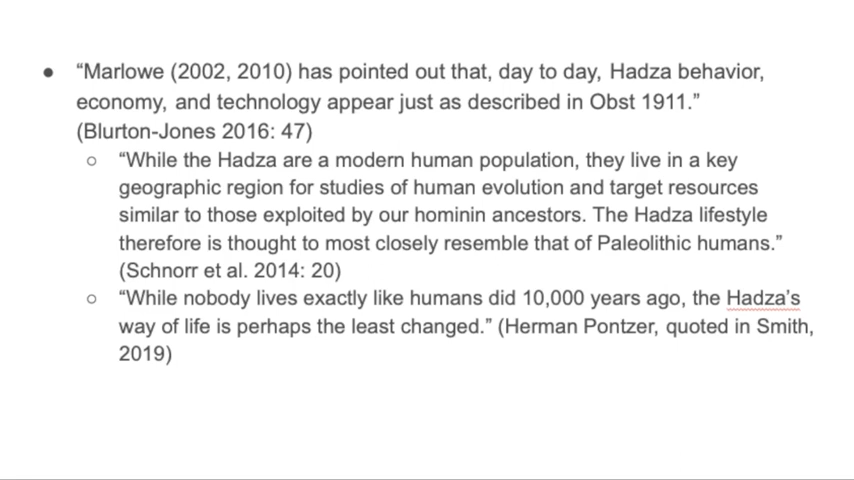 ● “Marlowe (2002, 2010) has pointed out that, day to day, Hadza behavior,
economy, and technology appear just as described in Obst 1911.”
(Blurton-Jones 2016: 47)
○ “While the Hadza are a modern human population, they live in a key
geographic region for studies of human evolution and target resources
similar to those exploited by our hominin ancestors. The Hadza lifestyle
therefore is thought to most closely resemble that of Paleolithic humans.”
(Schnorr et al. 2014: 20)
○ “While nobody lives exactly like humans did 10,000 years ago, the Hadza’s
way of life is perhaps the least changed.” (Herman Pontzer, quoted in Smith,
2019)